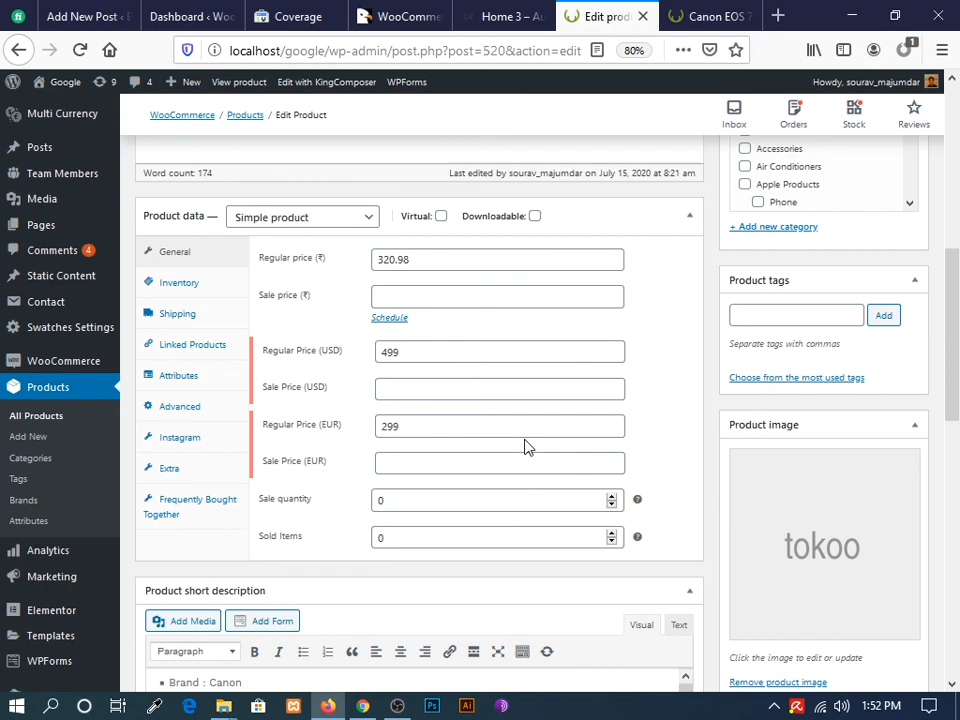 Add New Post ‹
Dashboard ‹ Woo
Coverage
WooComme
Home 3 – Au
Edit produ
Canon EOS 7
localhost/google/wp-admin/post.php?post=520&action=edit
80%
1
Google
9
4
New
View product
Edit with KingComposer
WPForms
Howdy, sourav_majumdar
Multi Currency
Posts
Team Members
Media
Pages
Comments 4
Static Content
Contact
Swatches Settings
WooCommerce
Products
All Products
Add New
Categories
Tags
Brands
Attributes
Analytics
Marketing
Elementor
Templates
WPForms
WooCommerce / Products / Edit Product
Inbox
Orders
Stock
Reviews
Word count: 174
Last edited by sourav_majumdar on July 15, 2020 at 8:21 am
Product data —
Simple product
Virtual:
Downloadable:
General
Inventory
Shipping
Linked Products
Attributes
Advanced
Instagram
Extra
Frequently Bought
Together
Regular price (₹)
320.98
Sale price (₹)
Schedule
Regular Price (USD)
499
Sale Price (USD)
Regular Price (EUR)
299
Sale Price (EUR)
Sale quantity
0
Sold Items
0
Product short description
Add Media
Add Form
Visual
Text
Paragraph
Brand : Canon
Accessories
Air Conditioners
Apple Products
Phone
+ Add new category
Product tags
Add
Separate tags with commas
Choose from the most used tags
Product image
tokoo
Click the image to edit or update
Remove product image
Ps
Ai
1:52 PM